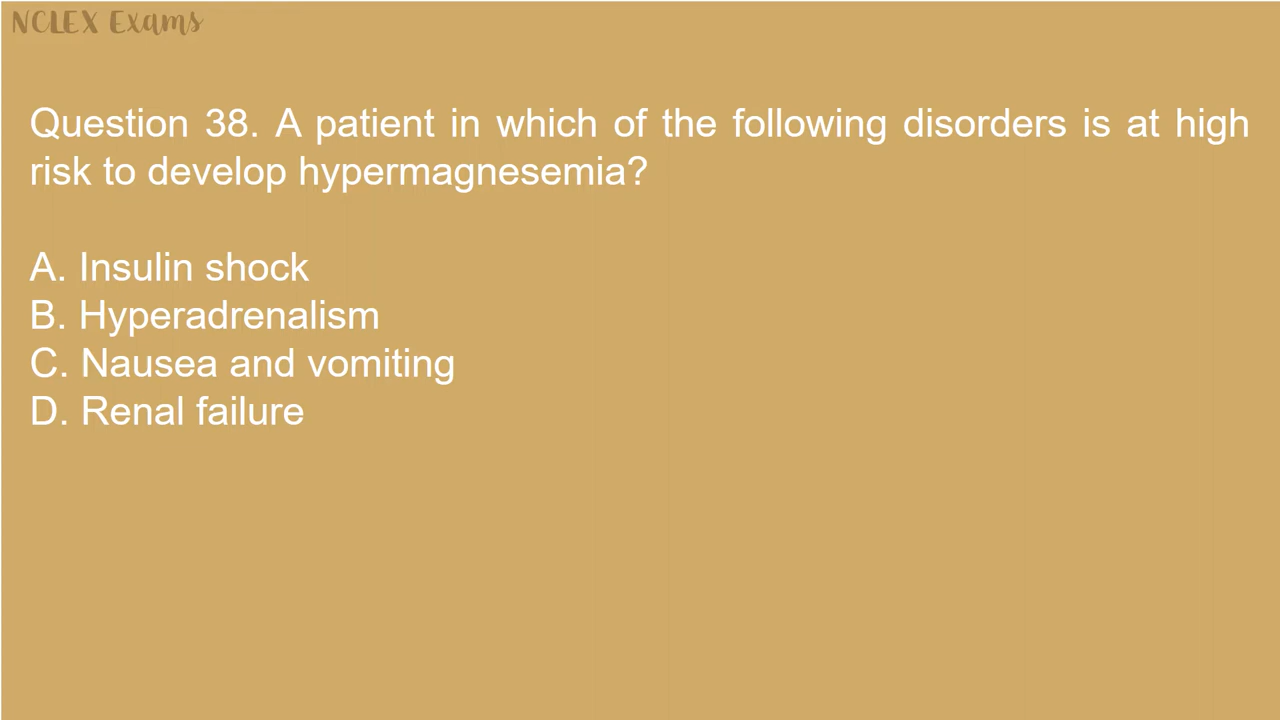 NCLEX Exams
Question 38. A patient in which of the following disorders is at high
risk to develop hypermagnesemia?
A. Insulin shock
B. Hyperadrenalism
C. Nausea and vomiting
D. Renal failure